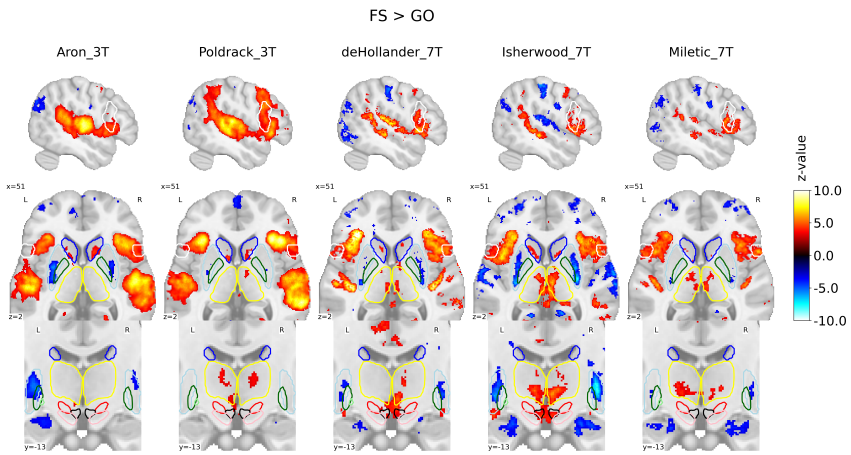 FS > GO
Aron_3T Poldrack_3T deHollander_7T Isherwood_7T Miletic_7T
x=51 x=51 x=51 x=51 x=51
L R L R L R L R L R
z=2 z=2 z=2 z=2 z=2
L R L R L R L R L R
y=-13 y=-13 y=-13 y=-13 y=-13
z-value
10.0
5.0
0.0
-5.0
-10.0